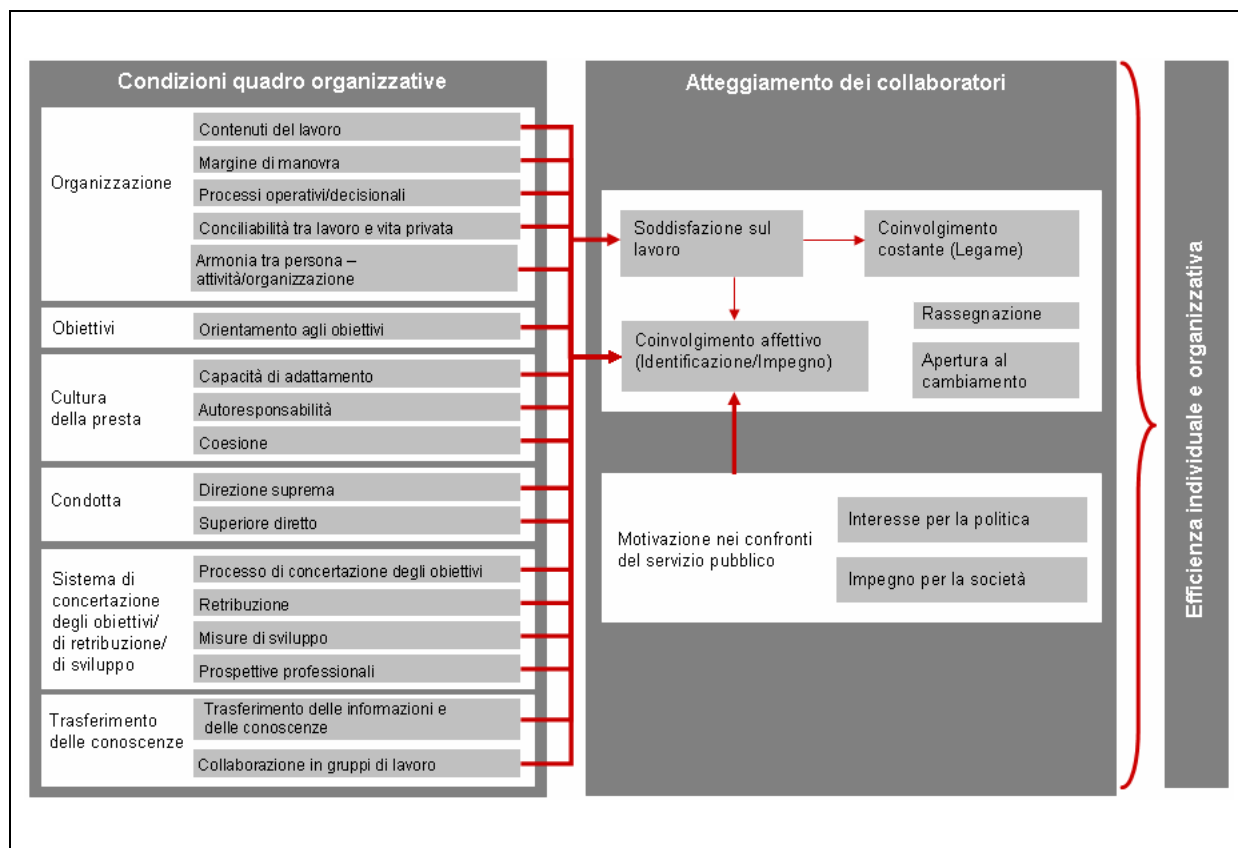 Condizioni quadro organizzative
Organizzazione
Contenuti del lavoro
Margine di manovra
Processi operativi/decisionali
Conciliabilità tra lavoro e vita privata
Armonia tra persona –
attività/organizzazione
Obiettivi
Orientamento agli obiettivi
Cultura
della presta
Capacità di adattamento
Autoresponsabilità
Coesione
Condotta
Direzione suprema
Superiore diretto
Sistema di
concertazione
degli obiettivi/
di retribuzione/
di sviluppo
Processo di concertazione degli obiettivi
Retribuzione
Misure di sviluppo
Prospettive professionali
Trasferimento
delle conoscenze
Trasferimento delle informazioni e
delle conoscenze
Collaborazione in gruppi di lavoro
Atteggiamento dei collaboratori
Soddisfazione sul
lavoro
Coinvolgimento
costante (Legame)
Coinvolgimento affettivo
(Identificazione/Impegno)
Rassegnazione
Apertura al
cambiamento
Motivazione nei confronti
del servizio pubblico
Interesse per la politica
Impegno per la società
Efficienza individuale e organizzativa